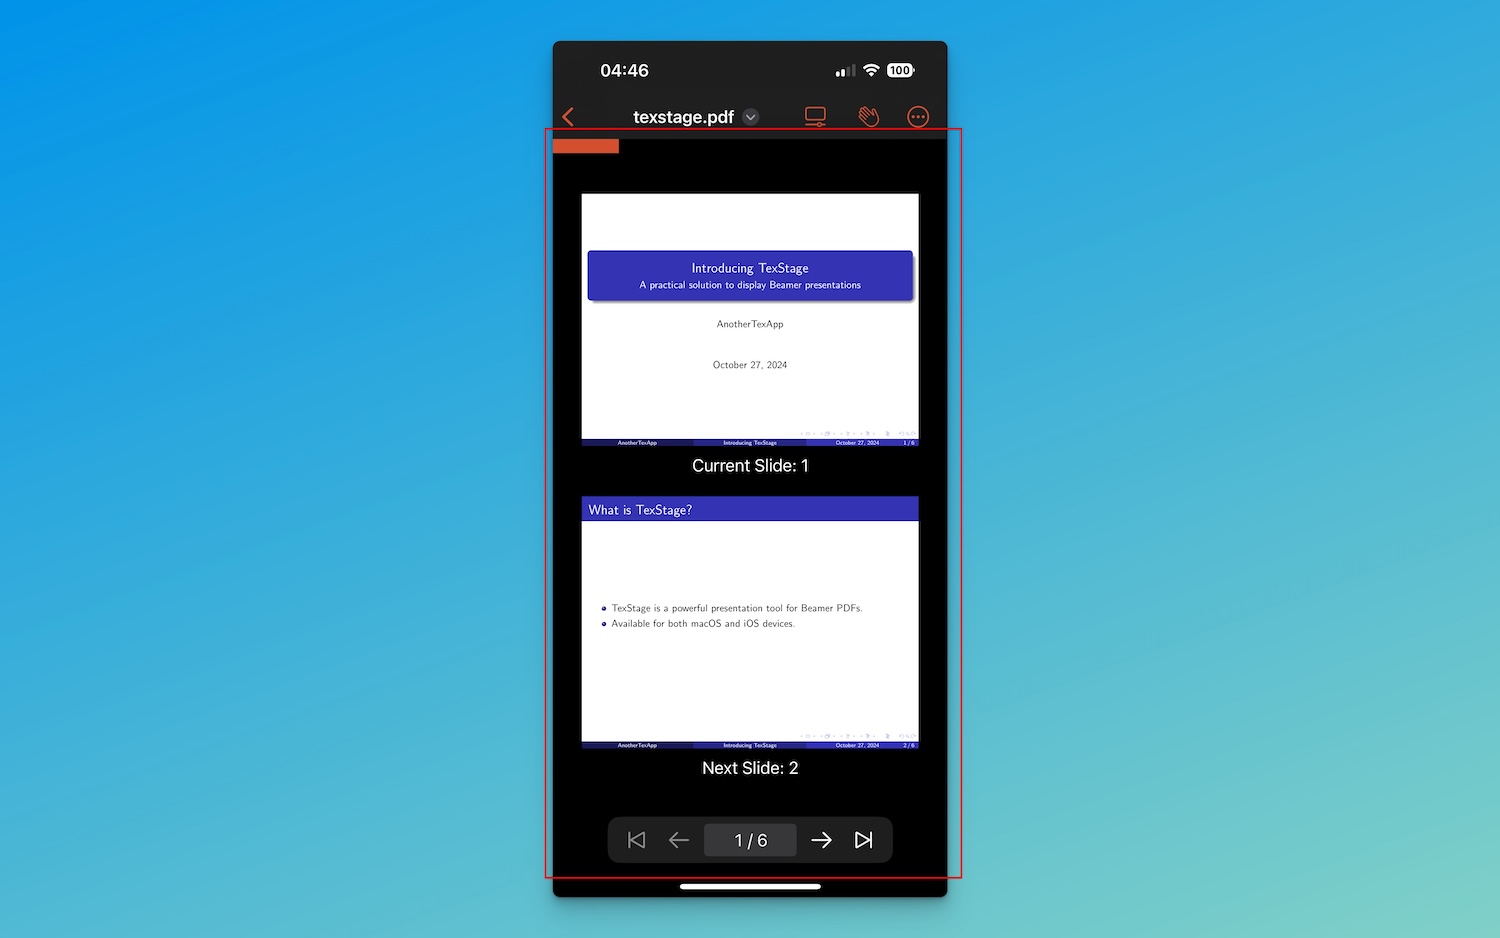 04:46
100
texstage.pdf
Introducing TexStage
A practical solution to display Beamer presentations
AnotherTexApp
October 27, 2024
AnotherTexApp Introducing TexStage October 27, 2024 1 / 6
Current Slide: 1
What is TexStage?
TexStage is a powerful presentation tool for Beamer PDFs.
Available for both macOS and iOS devices.
AnotherTexApp Introducing TexStage October 27, 2024 2 / 6
Next Slide: 2
1 / 6